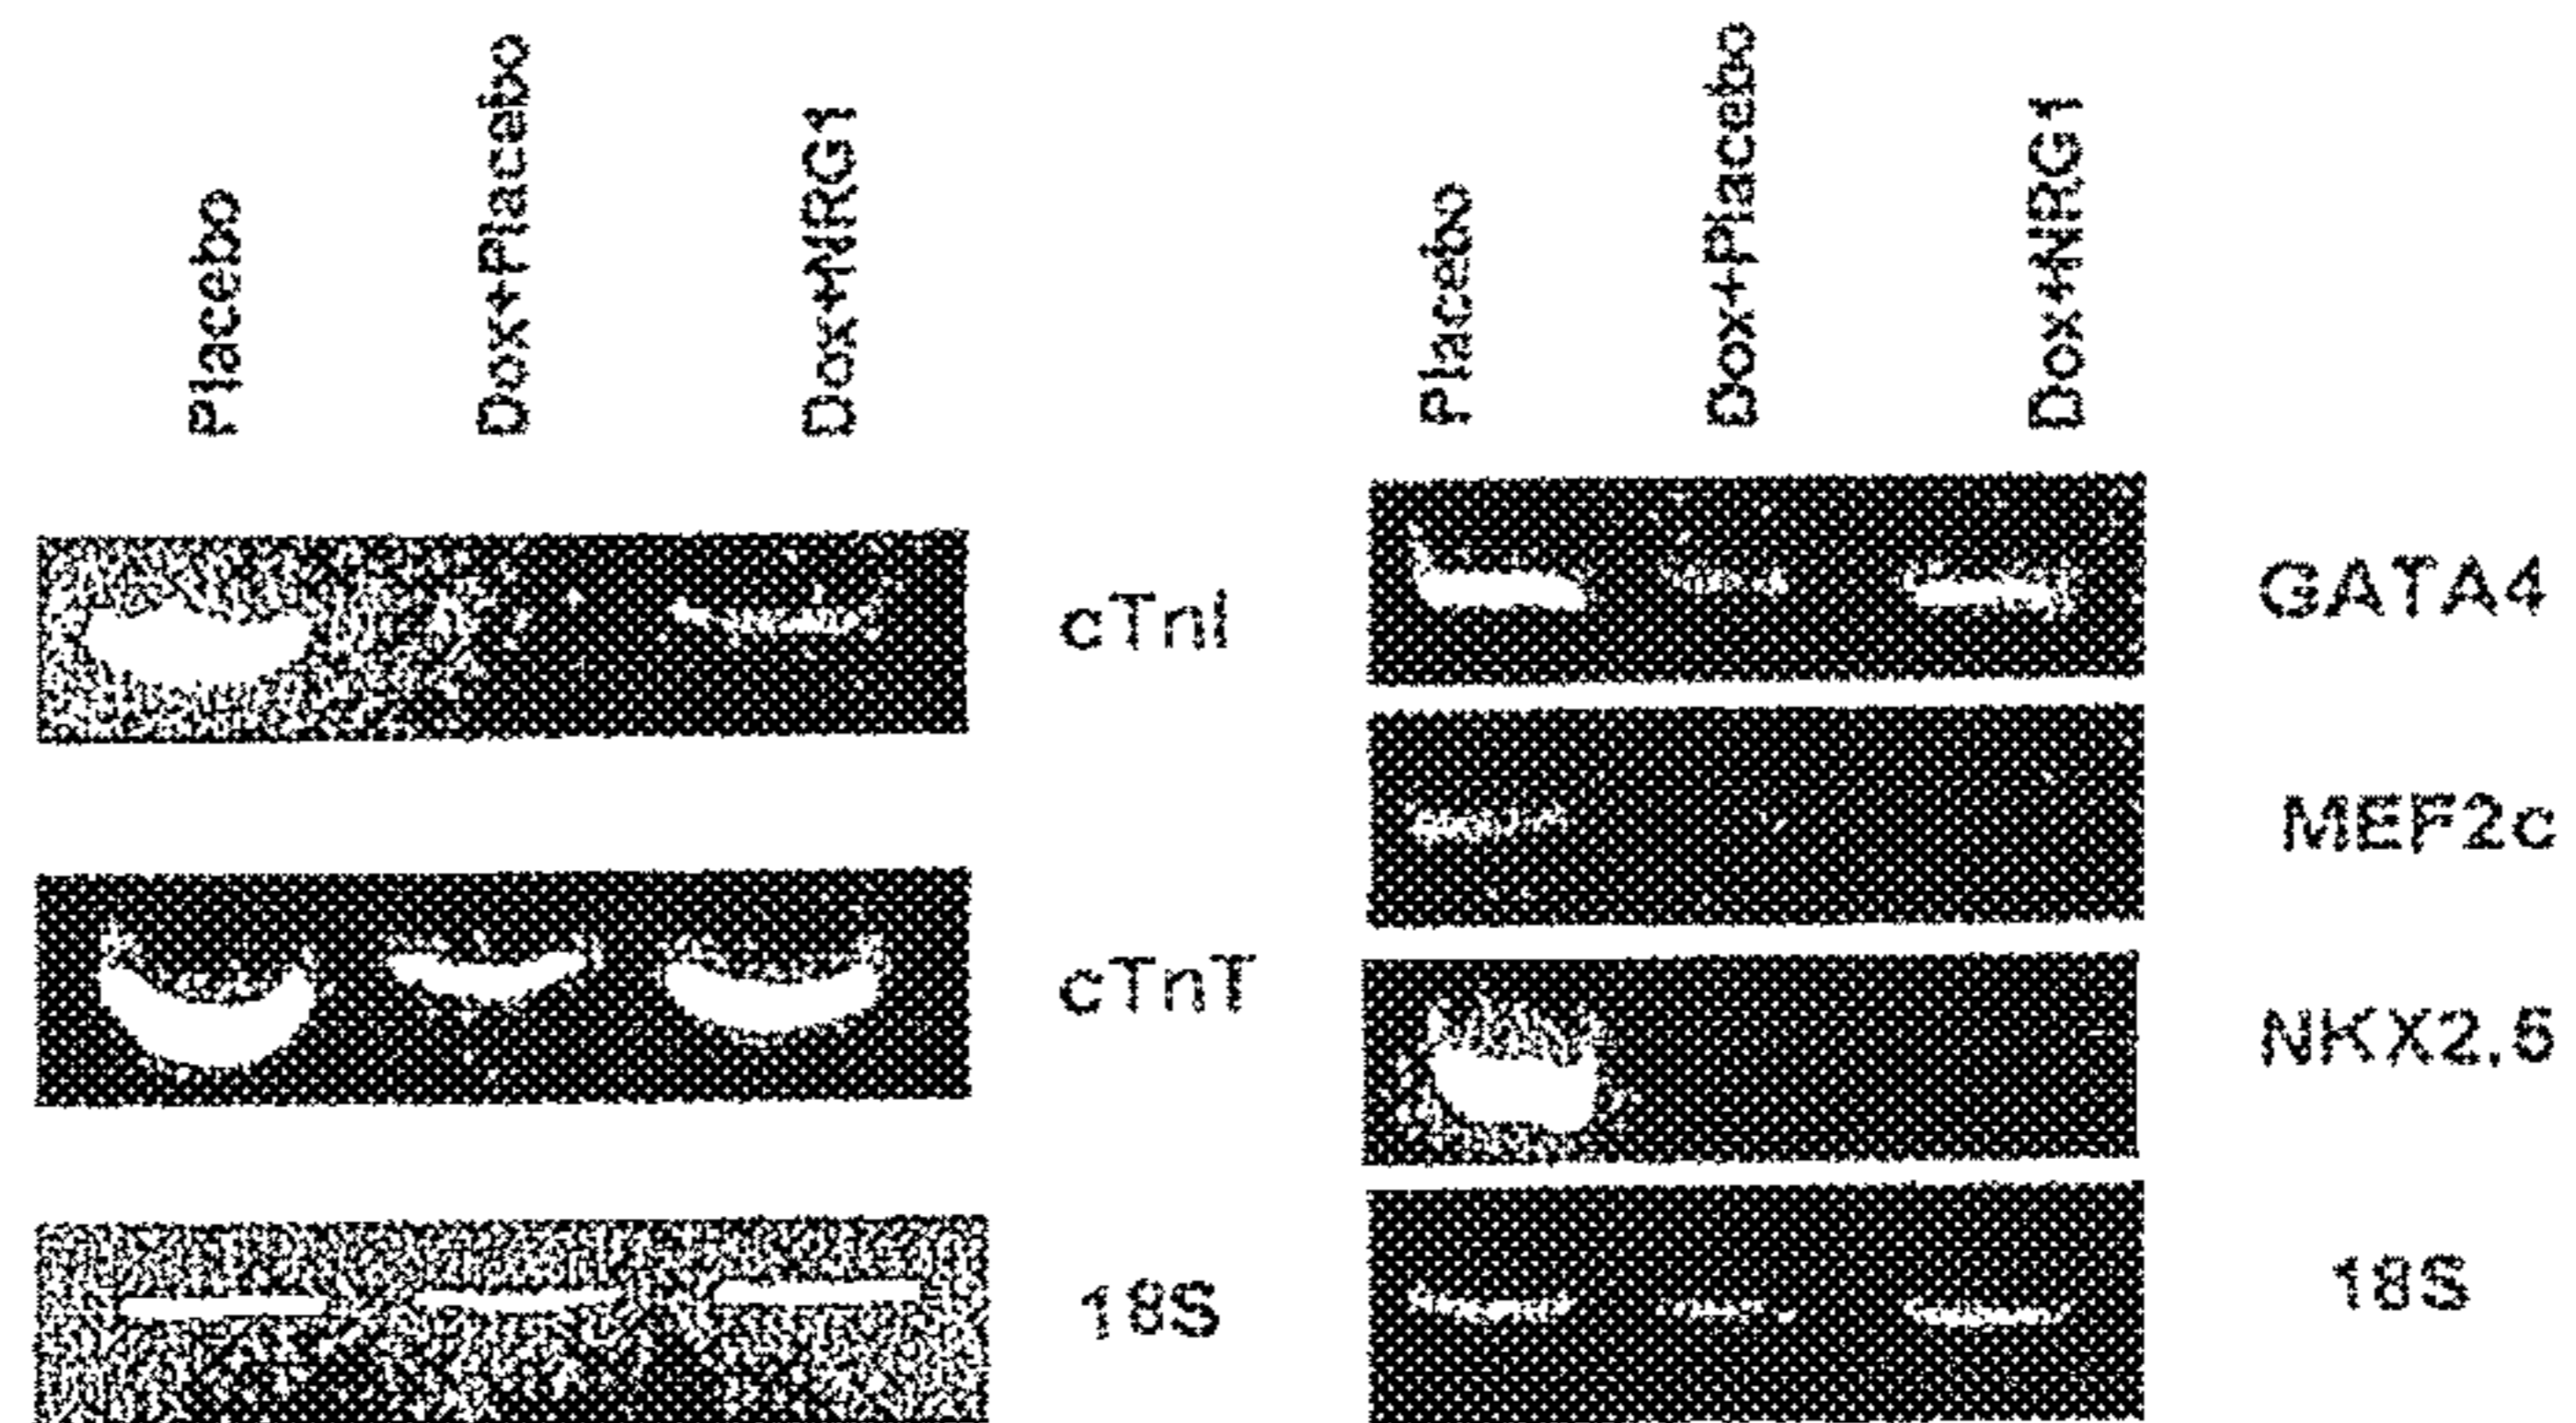 Placebo
Dox+Placebo
Dox+NRG1
cTnI
cTnT
18S
Placebo
Dox+Placebo
Dox+NRG1
GATA4
MEF2c
NKX2.5
18S